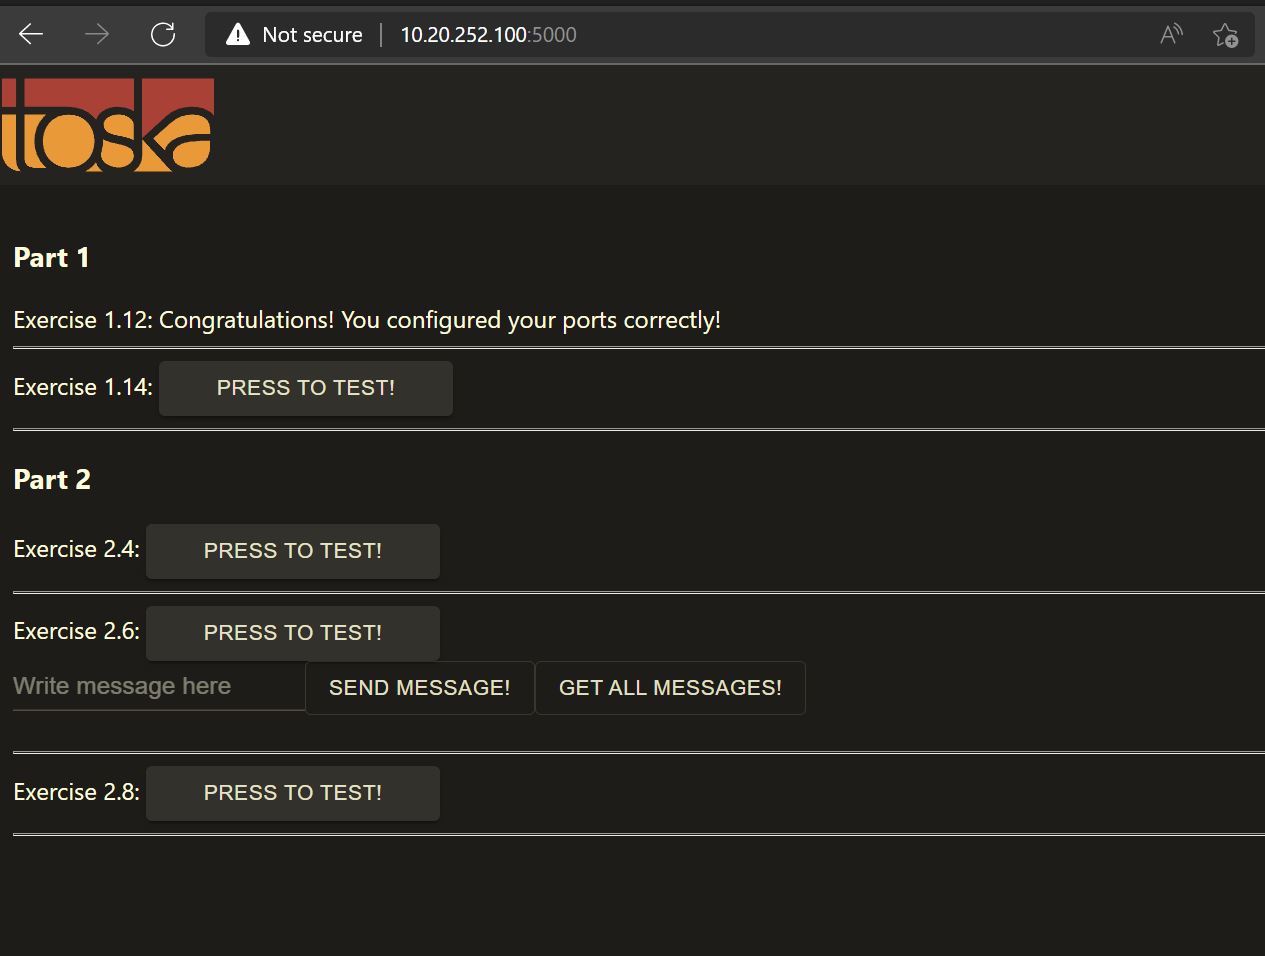 Not secure | 10.20.252.100:5000
toska
Part 1
Exercise 1.12: Congratulations! You configured your ports correctly!
Exercise 1.14: PRESS TO TEST!
Part 2
Exercise 2.4: PRESS TO TEST!
Exercise 2.6: PRESS TO TEST!
Write message here SEND MESSAGE! GET ALL MESSAGES!
Exercise 2.8: PRESS TO TEST!